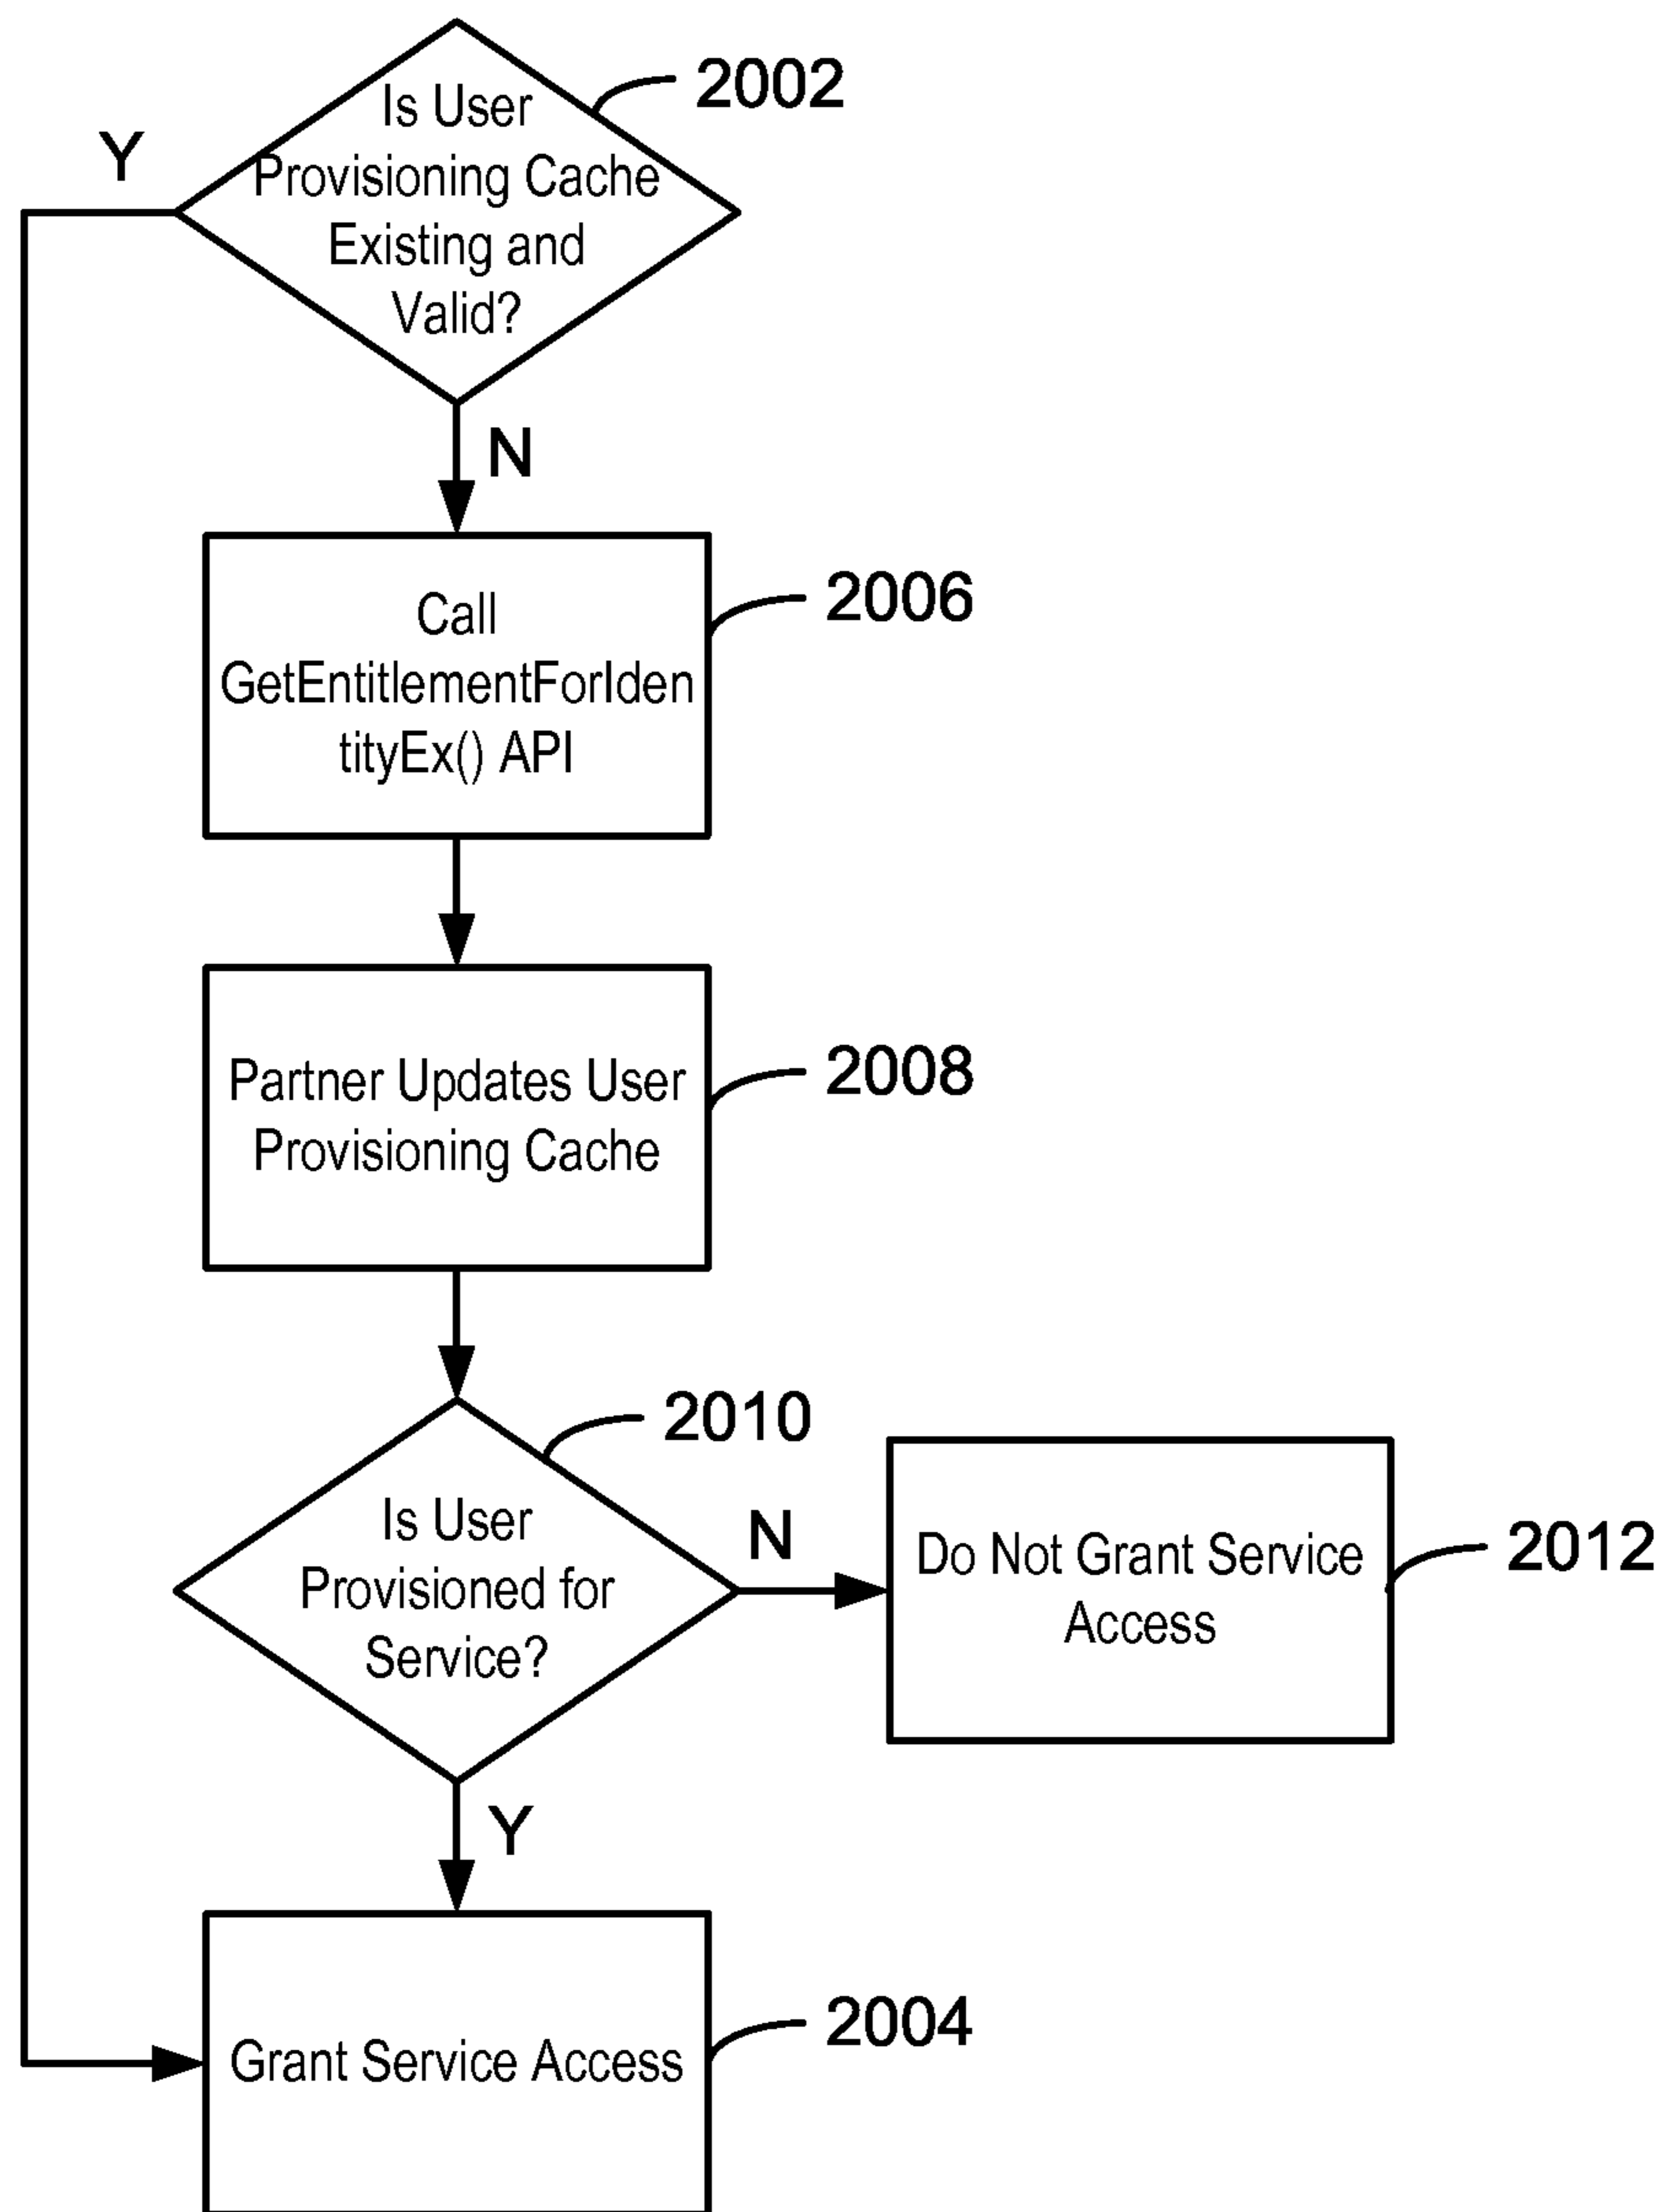 Is User
Provisioning Cache
Existing and
Valid?
2002
Y
N
Call
GetEntitlementForIden
tityEx() API
2006
Partner Updates User
Provisioning Cache
2008
Is User
Provisioned for
Service?
2010
N
Do Not Grant Service
Access
2012
Y
Grant Service Access
2004